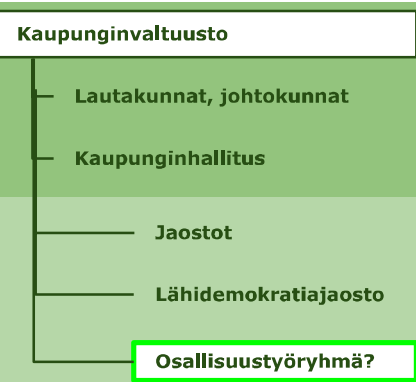 Kaupunginvaltuusto
Lautakunnat, johtokunnat
Kaupunginhallitus
Jaostot
Lähidemokratiajaosto
Osallisuustyöryhmä?